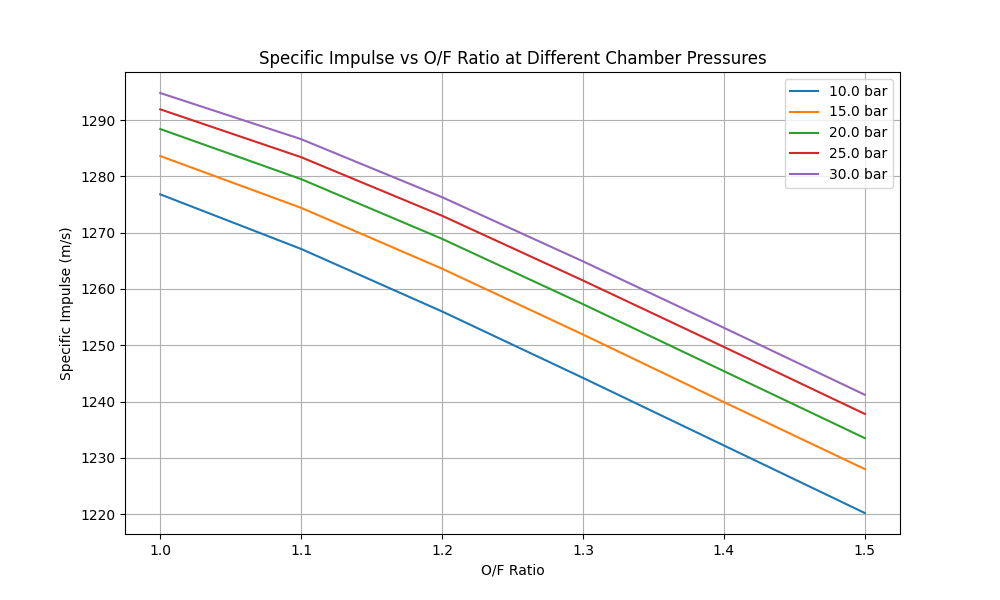 Specific Impulse vs O/F Ratio at Different Chamber Pressures
10.0 bar
15.0 bar
20.0 bar
25.0 bar
30.0 bar
Specific Impulse (m/s)
1290
1280
1270
1260
1250
1240
1230
1220
1.0 1.1 1.2 1.3 1.4 1.5
O/F Ratio